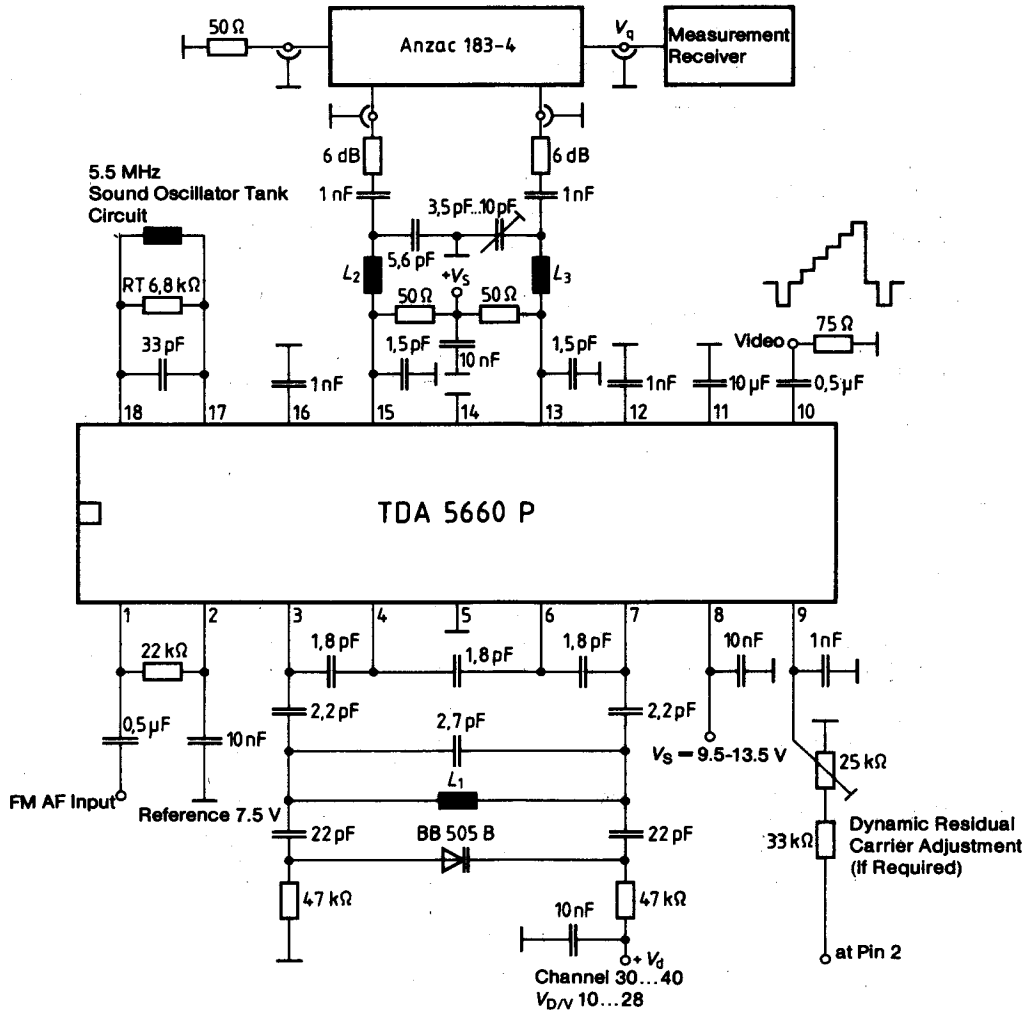 50 Ω
Anzac 183-4
Vq
Measurement
Receiver
6 dB
6 dB
1 nF
1 nF
5.5 MHz
Sound Oscillator Tank
Circuit
3,5 pF...10 pF
5,6 pF
L2
+VS
L3
RT 6,8 kΩ
50 Ω
50 Ω
33 pF
1 nF
1,5 pF
10 nF
1,5 pF
1 nF
10 µF
Video
75 Ω
0,5 µF
18
17
16
15
14
13
12
11
10
TDA 5660 P
1
2
3
4
5
6
7
8
9
22 kΩ
1,8 pF
1,8 pF
1,8 pF
10 nF
1 nF
0,5 µF
10 nF
2,2 pF
2,7 pF
2,2 pF
VS = 9.5-13.5 V
25 kΩ
FM AF Input
Reference 7.5 V
L1
22 pF
BB 505 B
22 pF
33 kΩ
Dynamic Residual
Carrier Adjustment
(if Required)
47 kΩ
47 kΩ
10 nF
+ Vd
at Pin 2
Channel 30...40
VD/V 10...28